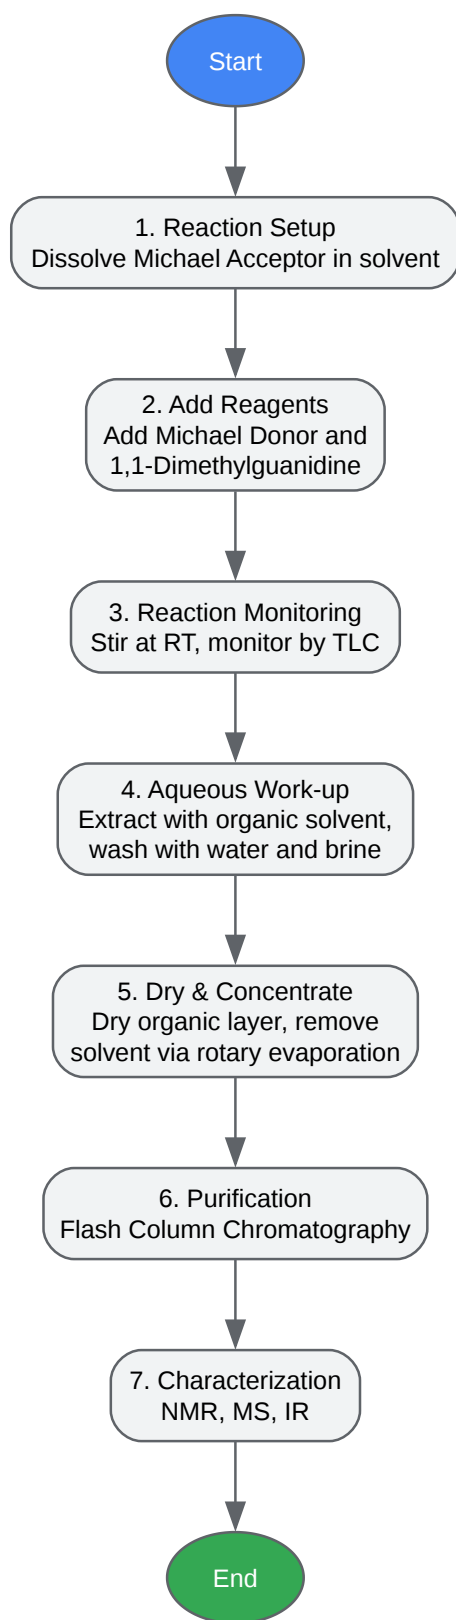 Start
1. Reaction Setup
Dissolve Michael Acceptor in solvent
2. Add Reagents
Add Michael Donor and
1,1-Dimethylguanidine
3. Reaction Monitoring
Stir at RT, monitor by TLC
4. Aqueous Work-up
Extract with organic solvent,
wash with water and brine
5. Dry & Concentrate
Dry organic layer, remove
solvent via rotary evaporation
6. Purification
Flash Column Chromatography
7. Characterization
NMR, MS, IR
End